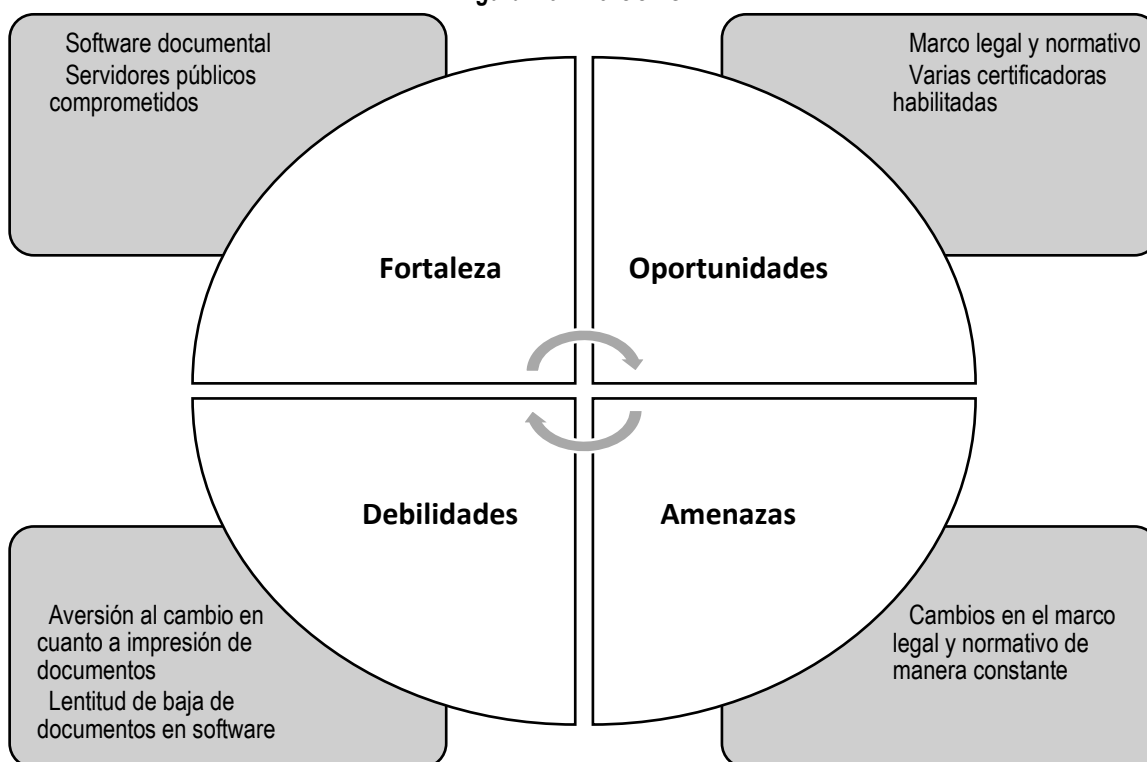 Software documental
Servidores públicos
comprometidos
Marco legal y normativo
Varias certificadoras
habilitadas
Fortaleza
Oportunidades
Debilidades
Amenazas
Aversión al cambio en
cuanto a impresión de
documentos
Lentitud de baja de
documentos en software
Cambios en el marco
legal y normativo de
manera constante